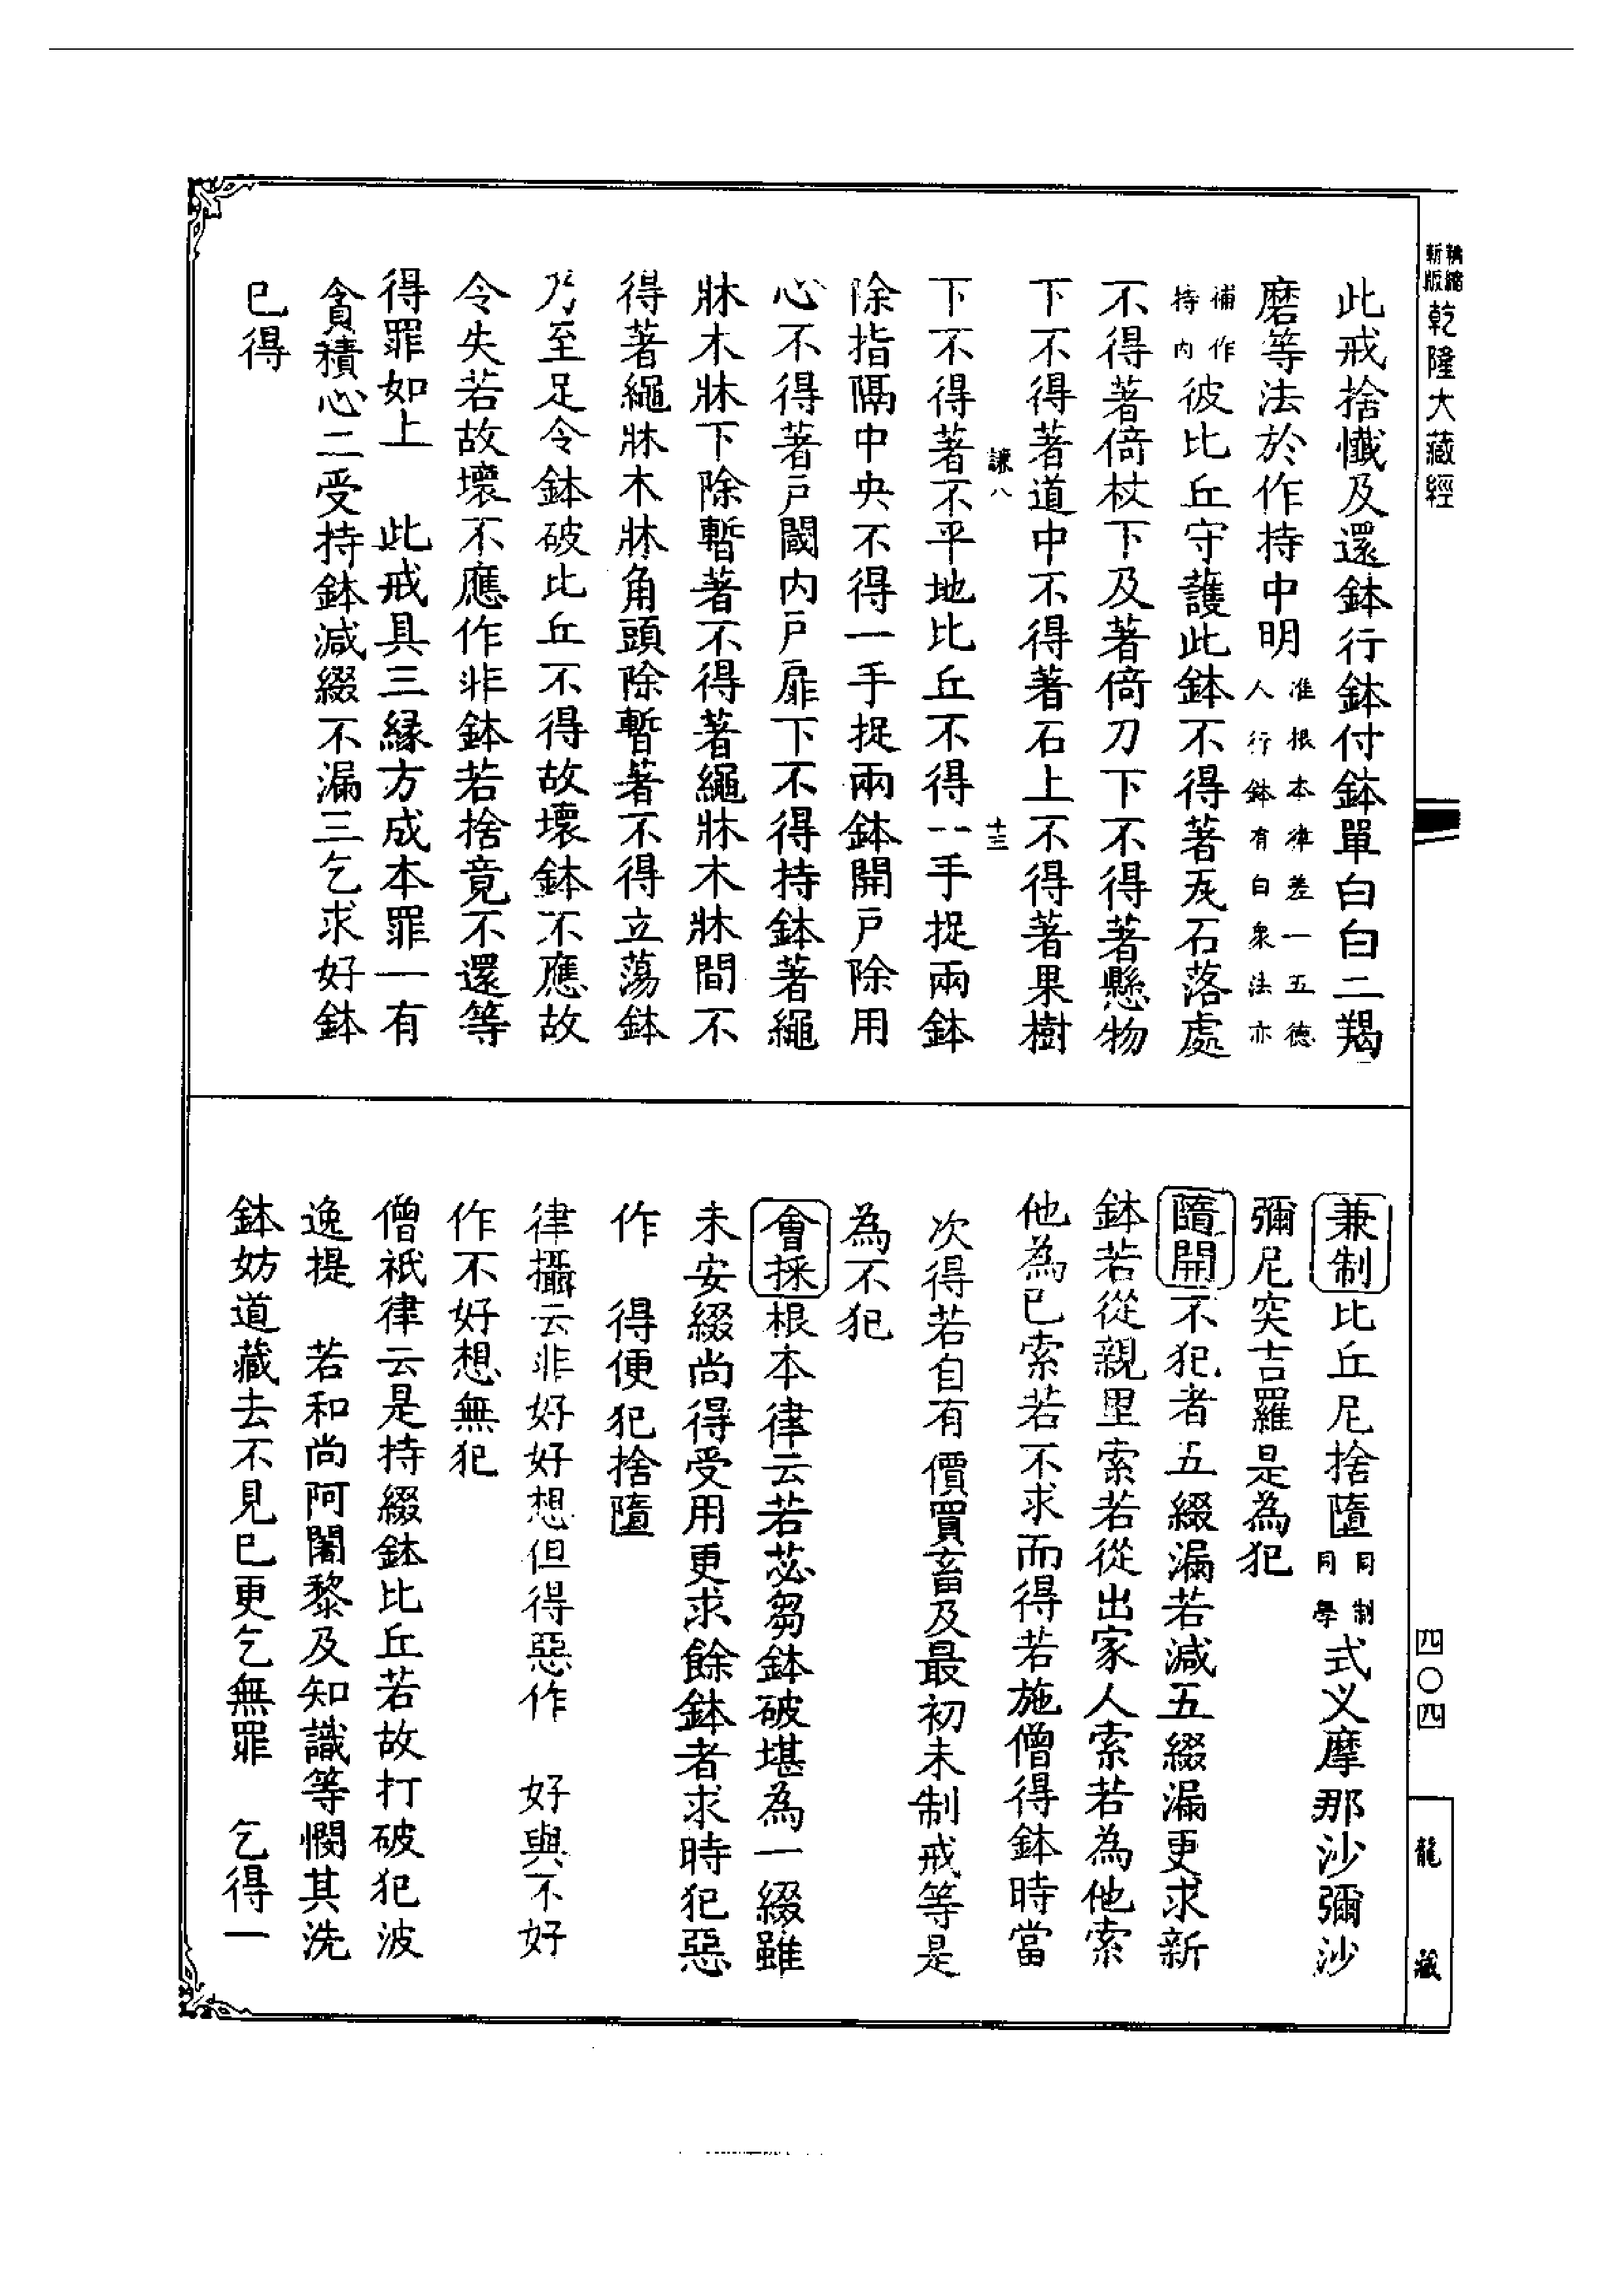 新版
精縮
乾隆大藏經
此戒捨懺及還鉢行鉢付鉢單白白二羯
磨等法於作持中明准根本律差一五德人行鉢有白衆法亦
補作持內彼比丘守護此鉢不得著瓦石落處
不得著倚杖下及著倚刀下不得著懸物
下不得著道中不得著石上不得著果樹
謙八
十三
下不得著不平地比丘不得一手捉兩鉢
除指隔中央不得一手捉兩鉢開戶除用
心不得著戶閾內戶扉下不得持鉢著繩
牀木牀下除暫著不得著繩牀木牀間不
得著繩牀木牀角頭除暫著不得立蕩鉢
乃至足令鉢破比丘不得故壞鉢不應故
令失若故壞不應作非鉢若捨竟不還等
得罪如上 此戒具三緣方成本罪一有
貪積心二受持鉢減綴不漏三乞求好鉢
已得
兼制比丘尼捨墮同制同學式义摩那沙彌沙
彌尼突吉羅是為犯
隨開不犯者五綴漏若減五綴漏更求新
鉢若從親里索若從出家人索若為他索
他為已索若不求而得若施僧得鉢時當
次得若自有價買畜及最初未制戒等是
為不犯
會採根本律云若苾芻鉢破堪為一綴雖
未安綴尚得受用更求餘鉢者求時犯惡
作 得便犯捨墮
律攝云非好好想但得惡作 好與不好
作不好想無犯
僧祇律云是持綴鉢比丘若故打破犯波
逸提 若和尚阿闍黎及知識等憫其洗
鉢妨道藏去不見已更乞無罪 乞得一
四〇四
龍藏